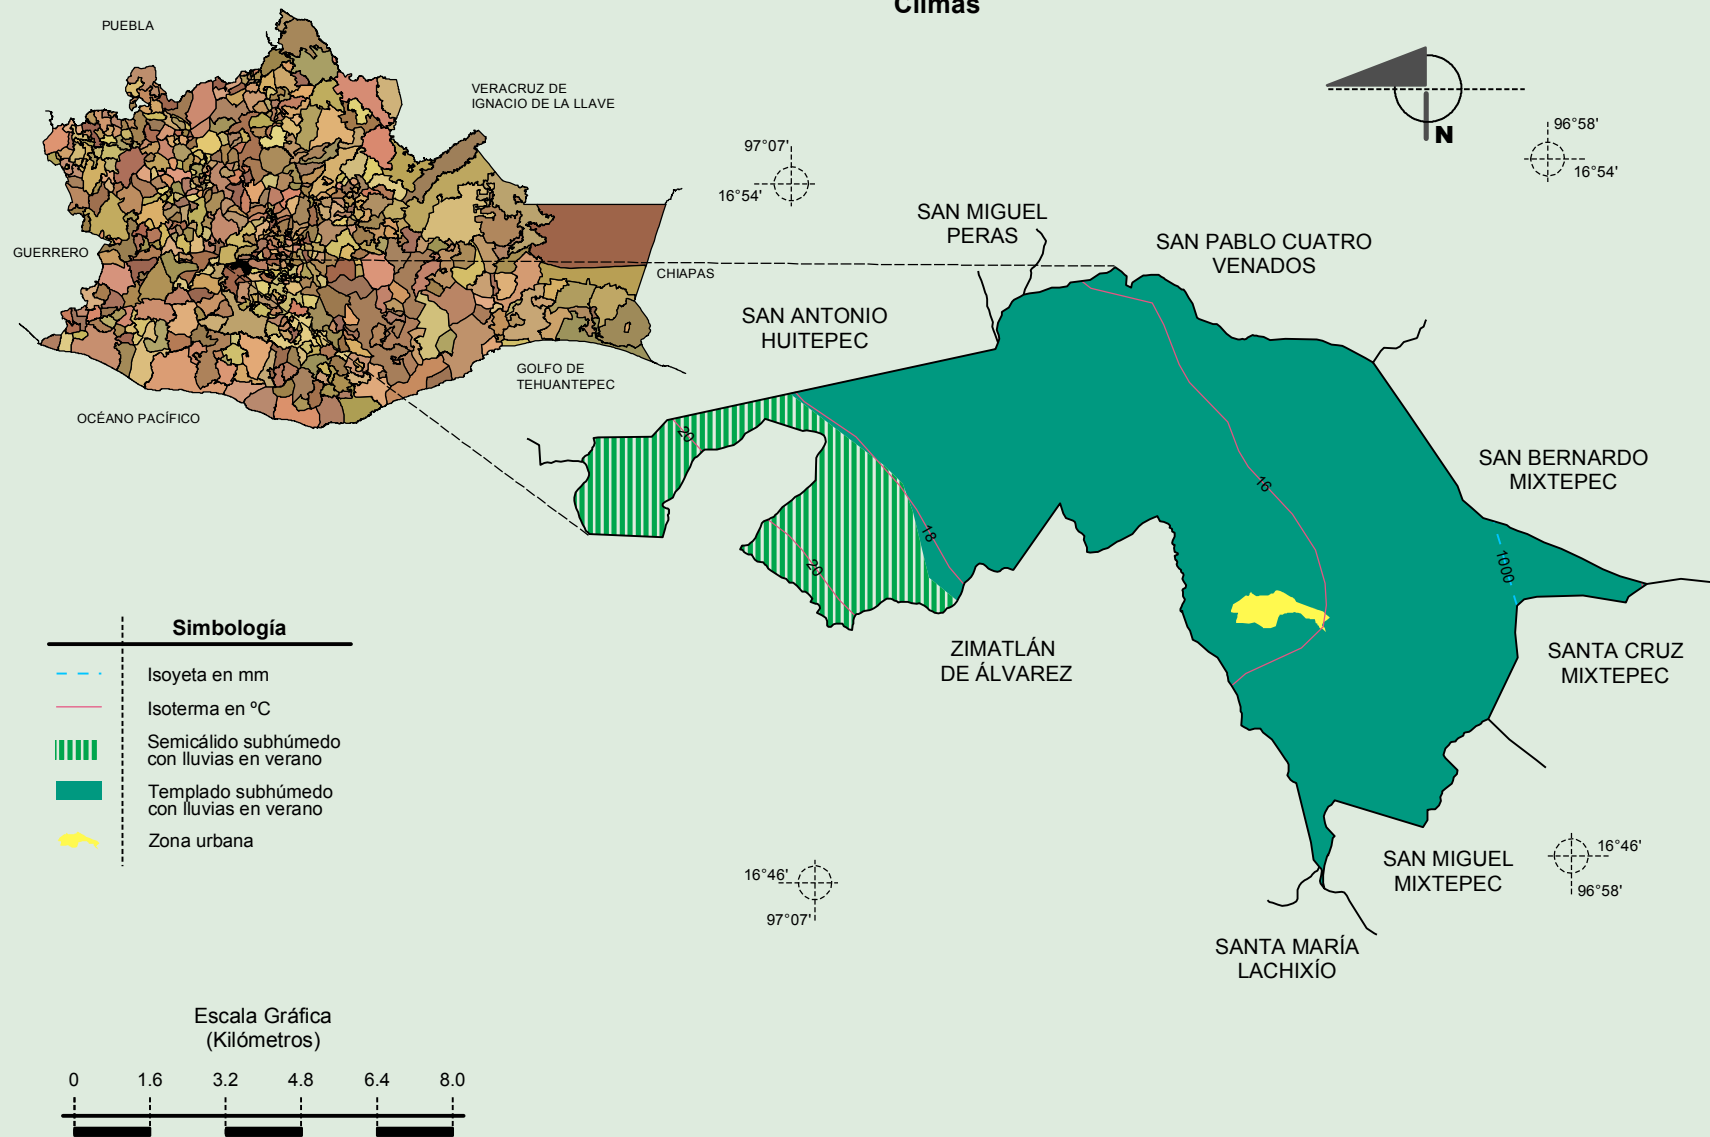 Climas
PUEBLA
VERACRUZ DE
IGNACIO DE LA LLAVE
GUERRERO
CHIAPAS
GOLFO DE
TEHUANTEPEC
OCÉANO PACÍFICO
N
97°07'
16°54'
96°58'
16°54'
SAN MIGUEL
PERAS
SAN PABLO CUATRO
VENADOS
SAN ANTONIO
HUITEPEC
SAN BERNARDO
MIXTEPEC
20
18
16
20
1000
ZIMATLÁN
DE ÁLVAREZ
SANTA CRUZ
MIXTEPEC
SAN MIGUEL
MIXTEPEC
SANTA MARÍA
LACHIXÍO
16°46'
97°07'
16°46'
96°58'
Simbología
Isoyeta en mm
Isoterma en ºC
Semicálido subhúmedo
con lluvias en verano
Templado subhúmedo
con lluvias en verano
Zona urbana
Escala Gráfica
(Kilómetros)
0 1.6 3.2 4.8 6.4 8.0